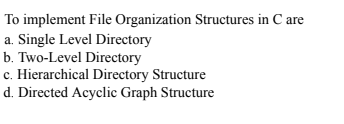 To implement File Organization Structures in C are
a. Single Level Directory
b. Two-Level Directory
c. Hierarchical Directory Structure
d. Directed Acyclic Graph Structure